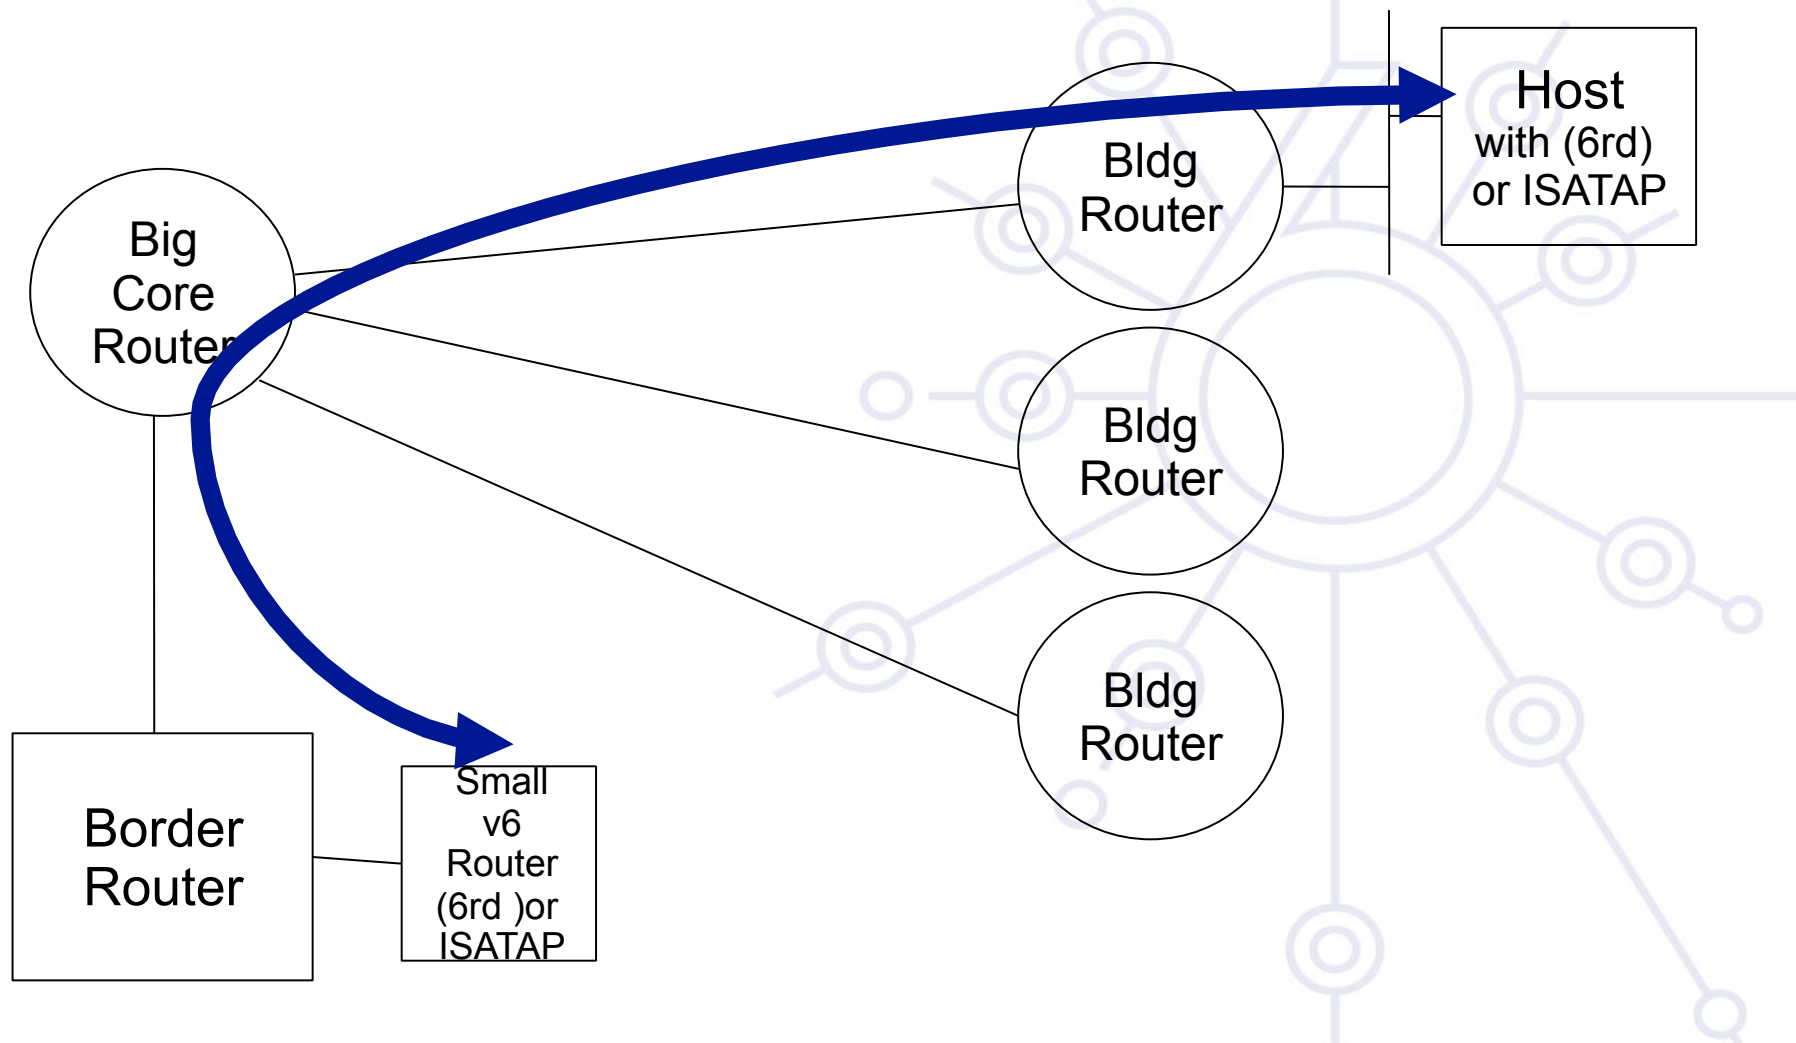 Host
with (6rd)
or ISATAP
Bldg
Router
Big
Core
Router
Bldg
Router
Bldg
Router
Border
Router
Small
v6
Router
(6rd )or
ISATAP